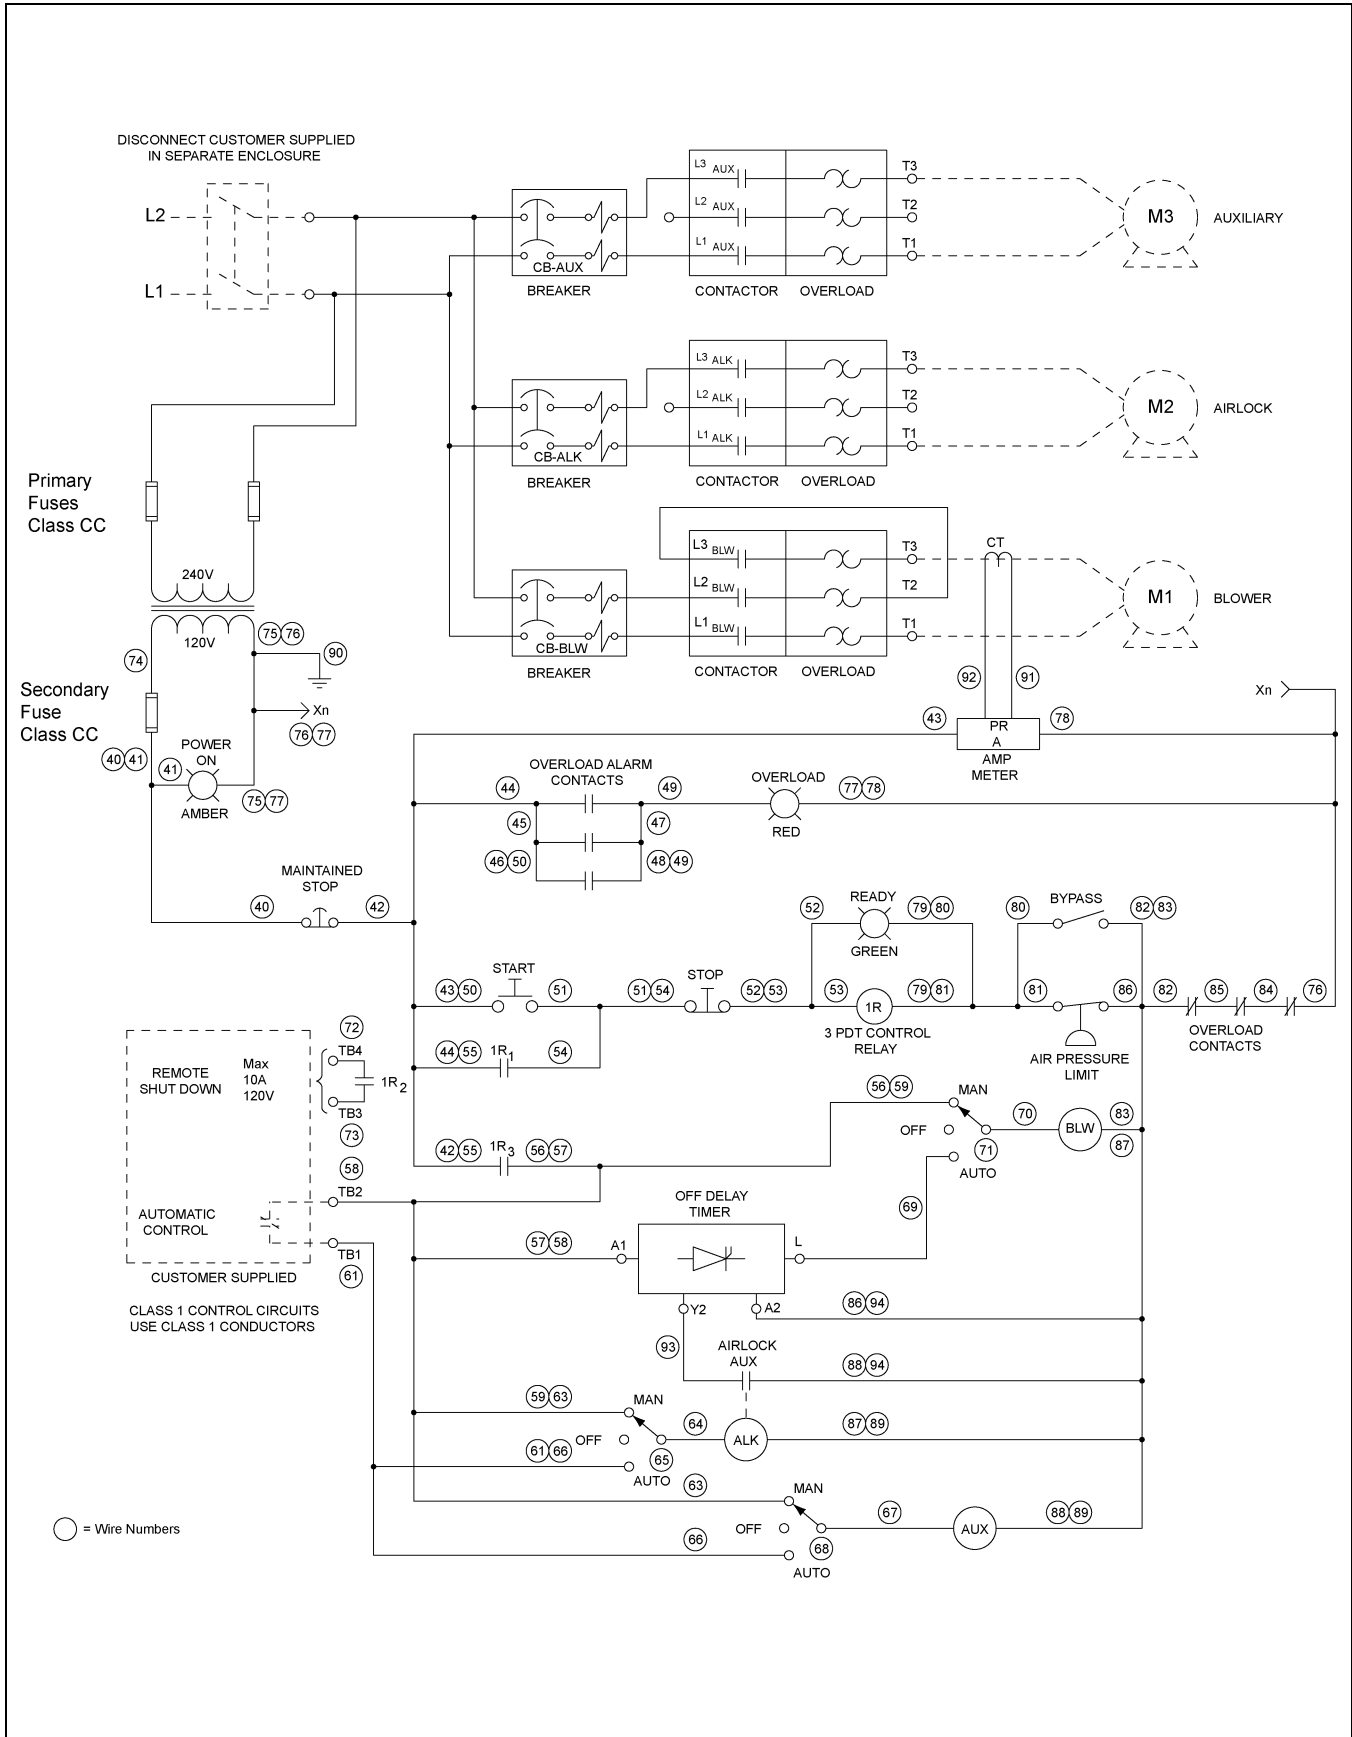 DISCONNECT CUSTOMER SUPPLIED
IN SEPARATE ENCLOSURE
L2
L1
CB-AUX
BREAKER
L3 AUX
L2 AUX
L1 AUX
CONTACTOR
OVERLOAD
T3
T2
T1
M3
AUXILIARY
CB-ALK
BREAKER
L3 ALK
L2 ALK
L1 ALK
CONTACTOR
OVERLOAD
T3
T2
T1
M2
AIRLOCK
CB-BLW
BREAKER
L3 BLW
L2 BLW
L1 BLW
CONTACTOR
OVERLOAD
T3
T2
T1
CT
M1
BLOWER
Primary
Fuses
Class CC
240V
120V
75 76
90
74
Xn
76 77
Secondary
Fuse
Class CC
40 41
41
POWER
ON
AMBER
75 77
92
91
Xn
43
PR
A
78
AMP
METER
OVERLOAD ALARM
CONTACTS
44
49
45
47
46 50
48 49
OVERLOAD
RED
77 78
MAINTAINED
STOP
40
42
52
READY
GREEN
79 80
80
BYPASS
82 83
START
43 50
51
51 54
STOP
52 53
53
1R
79 81
3 PDT CONTROL
RELAY
81
86
AIR PRESSURE
LIMIT
82
85
84
76
OVERLOAD
CONTACTS
44 55
1R1
54
REMOTE
SHUT DOWN
Max
10A
120V
72
TB4
1R2
TB3
73
42 55
1R3
56 57
56 59
MAN
OFF
AUTO
71
70
BLW
83
87
58
TB2
AUTOMATIC
CONTROL
TB1
61
CUSTOMER SUPPLIED
CLASS 1 CONTROL CIRCUITS
USE CLASS 1 CONDUCTORS
OFF DELAY
TIMER
57 58
A1
L
69
Y2
A2
86 94
93
AIRLOCK
AUX
88 94
59 63
MAN
OFF
61 66
AUTO
65
64
ALK
87 89
63
MAN
OFF
66
AUTO
68
67
AUX
88 89
= Wire Numbers